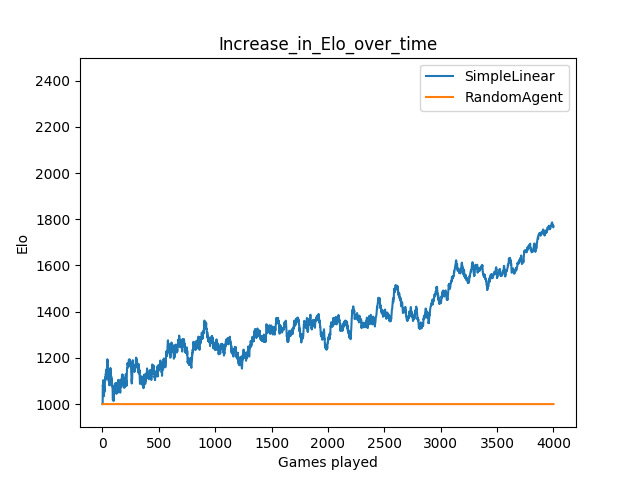 Increase_in_Elo_over_time
2400
2200
2000
1800
1600
1400
1200
1000
Elo
SimpleLinear
RandomAgent
0 500 1000 1500 2000 2500 3000 3500 4000
Games played